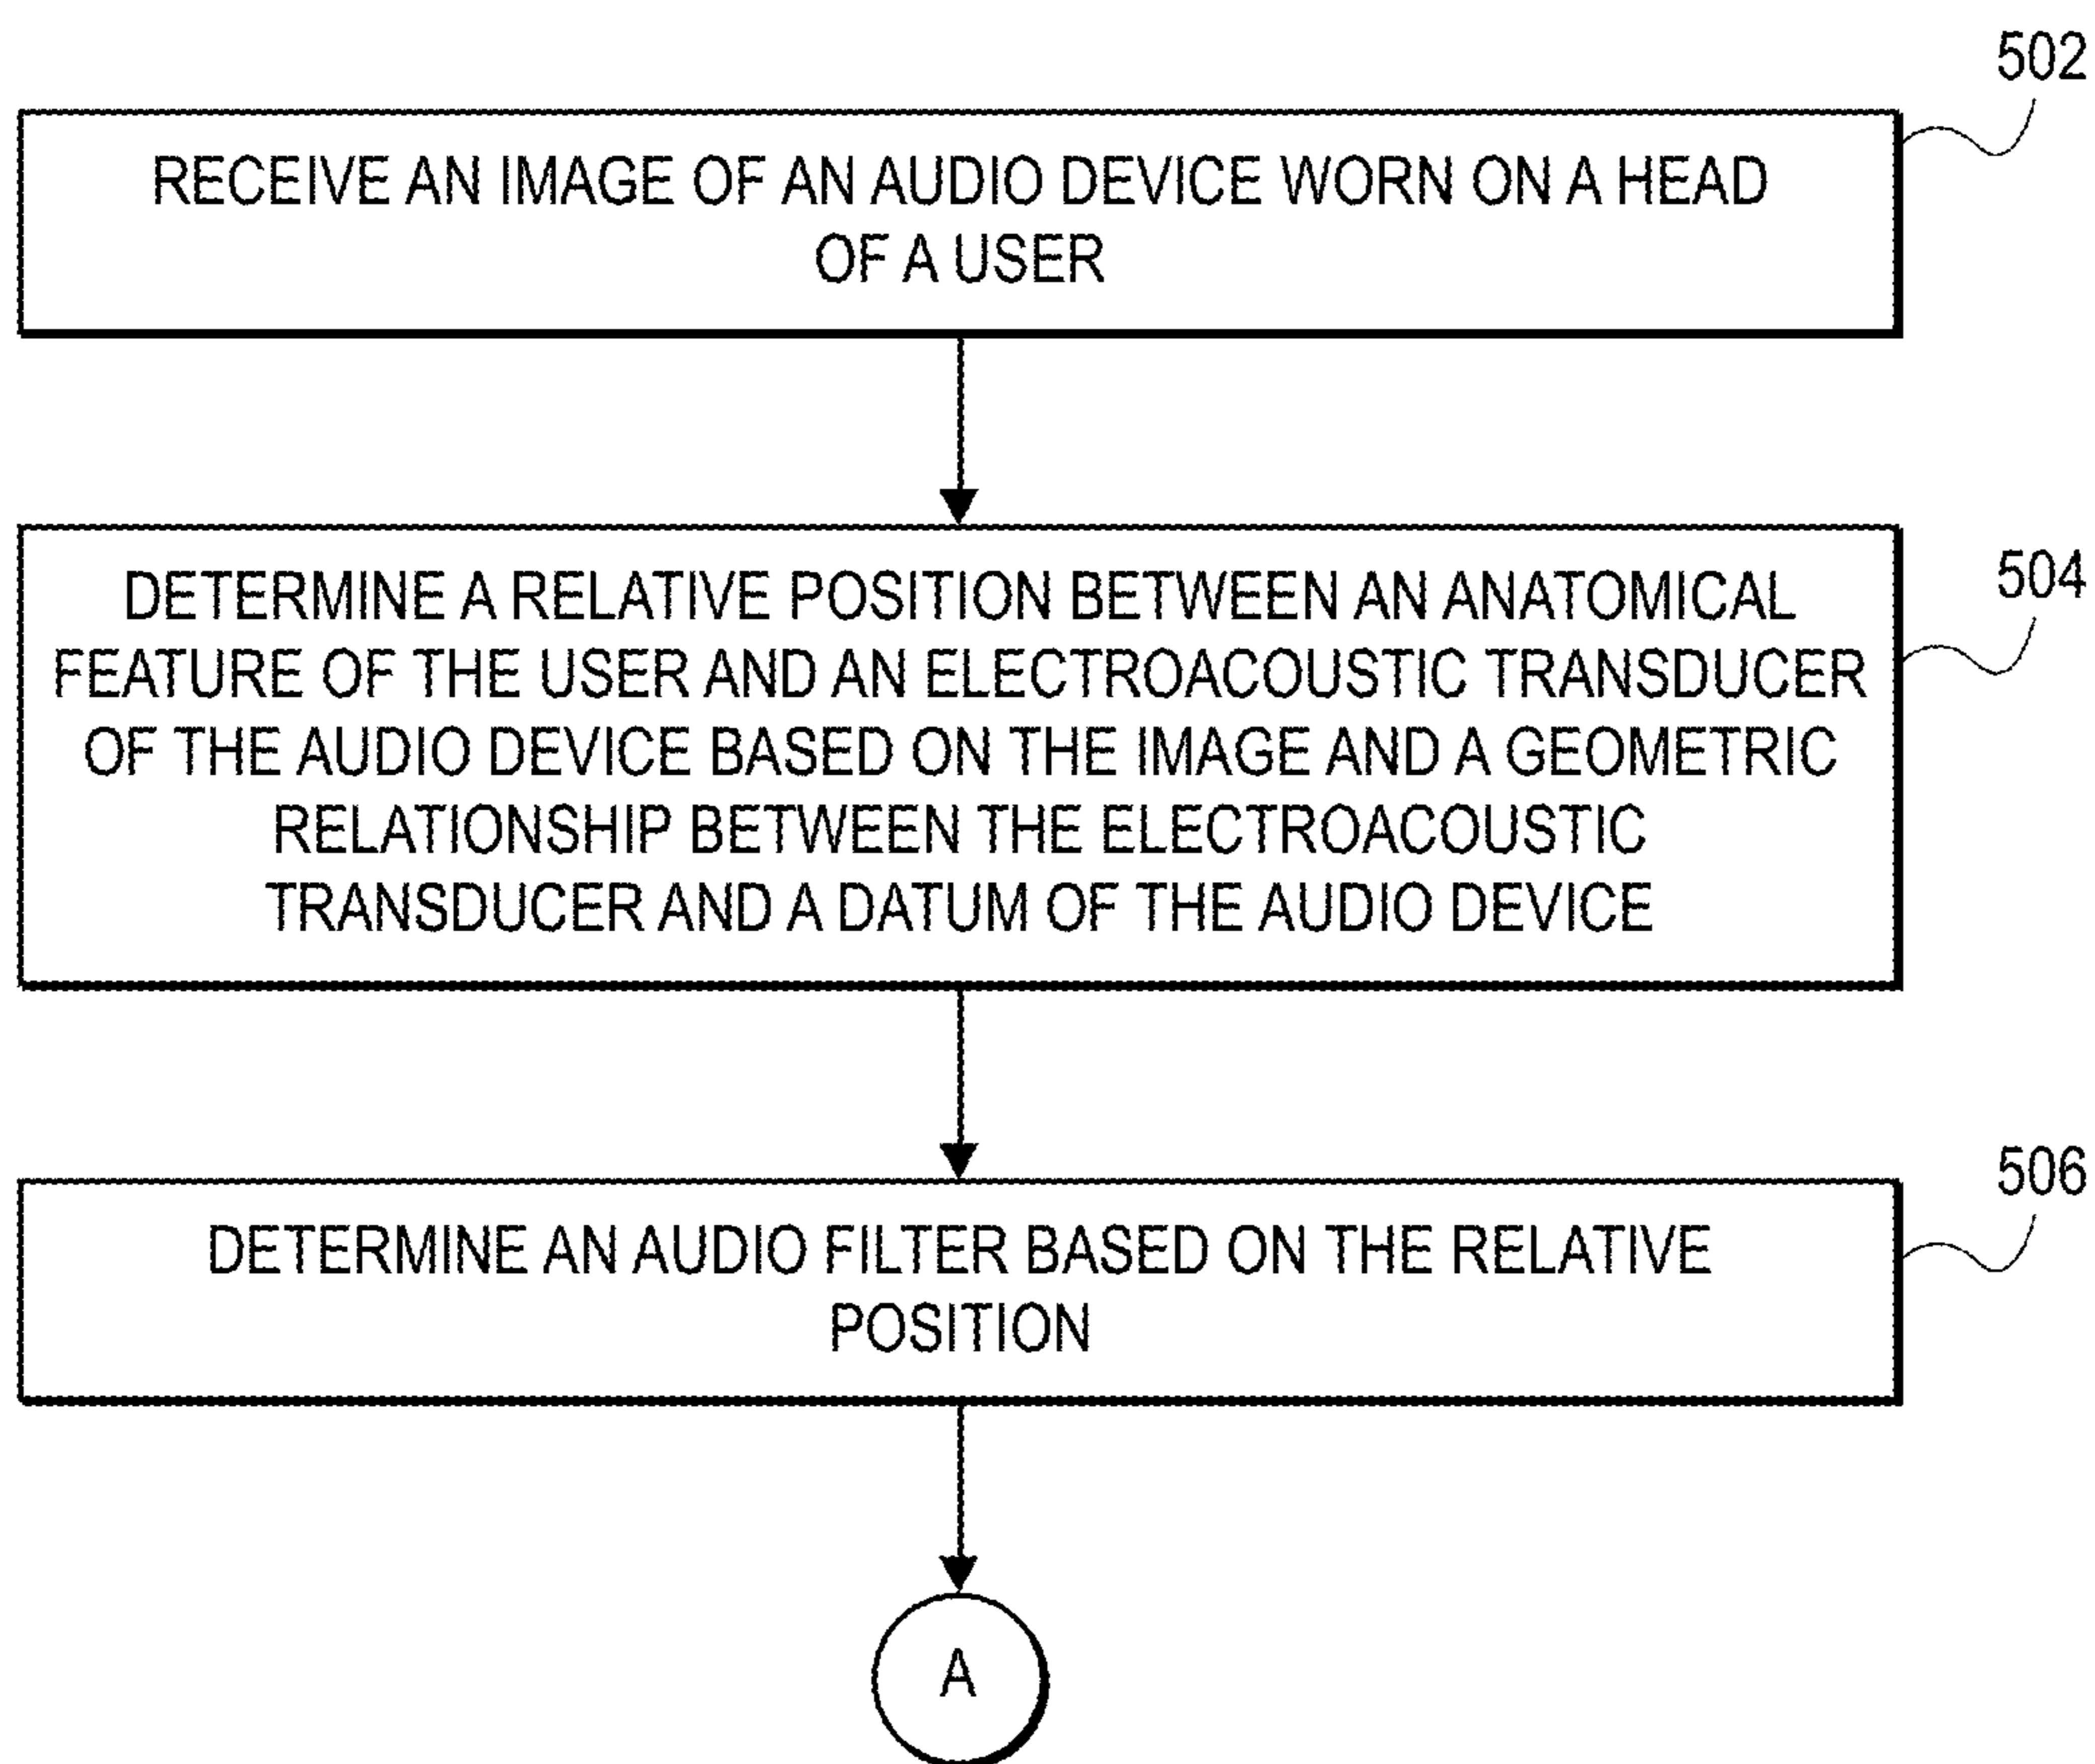 502
RECEIVE AN IMAGE OF AN AUDIO DEVICE WORN ON A HEAD
OF A USER
504
DETERMINE A RELATIVE POSITION BETWEEN AN ANATOMICAL
FEATURE OF THE USER AND AN ELECTROACOUSTIC TRANSDUCER
OF THE AUDIO DEVICE BASED ON THE IMAGE AND A GEOMETRIC
RELATIONSHIP BETWEEN THE ELECTROACOUSTIC
TRANSDUCER AND A DATUM OF THE AUDIO DEVICE
506
DETERMINE AN AUDIO FILTER BASED ON THE RELATIVE
POSITION
A